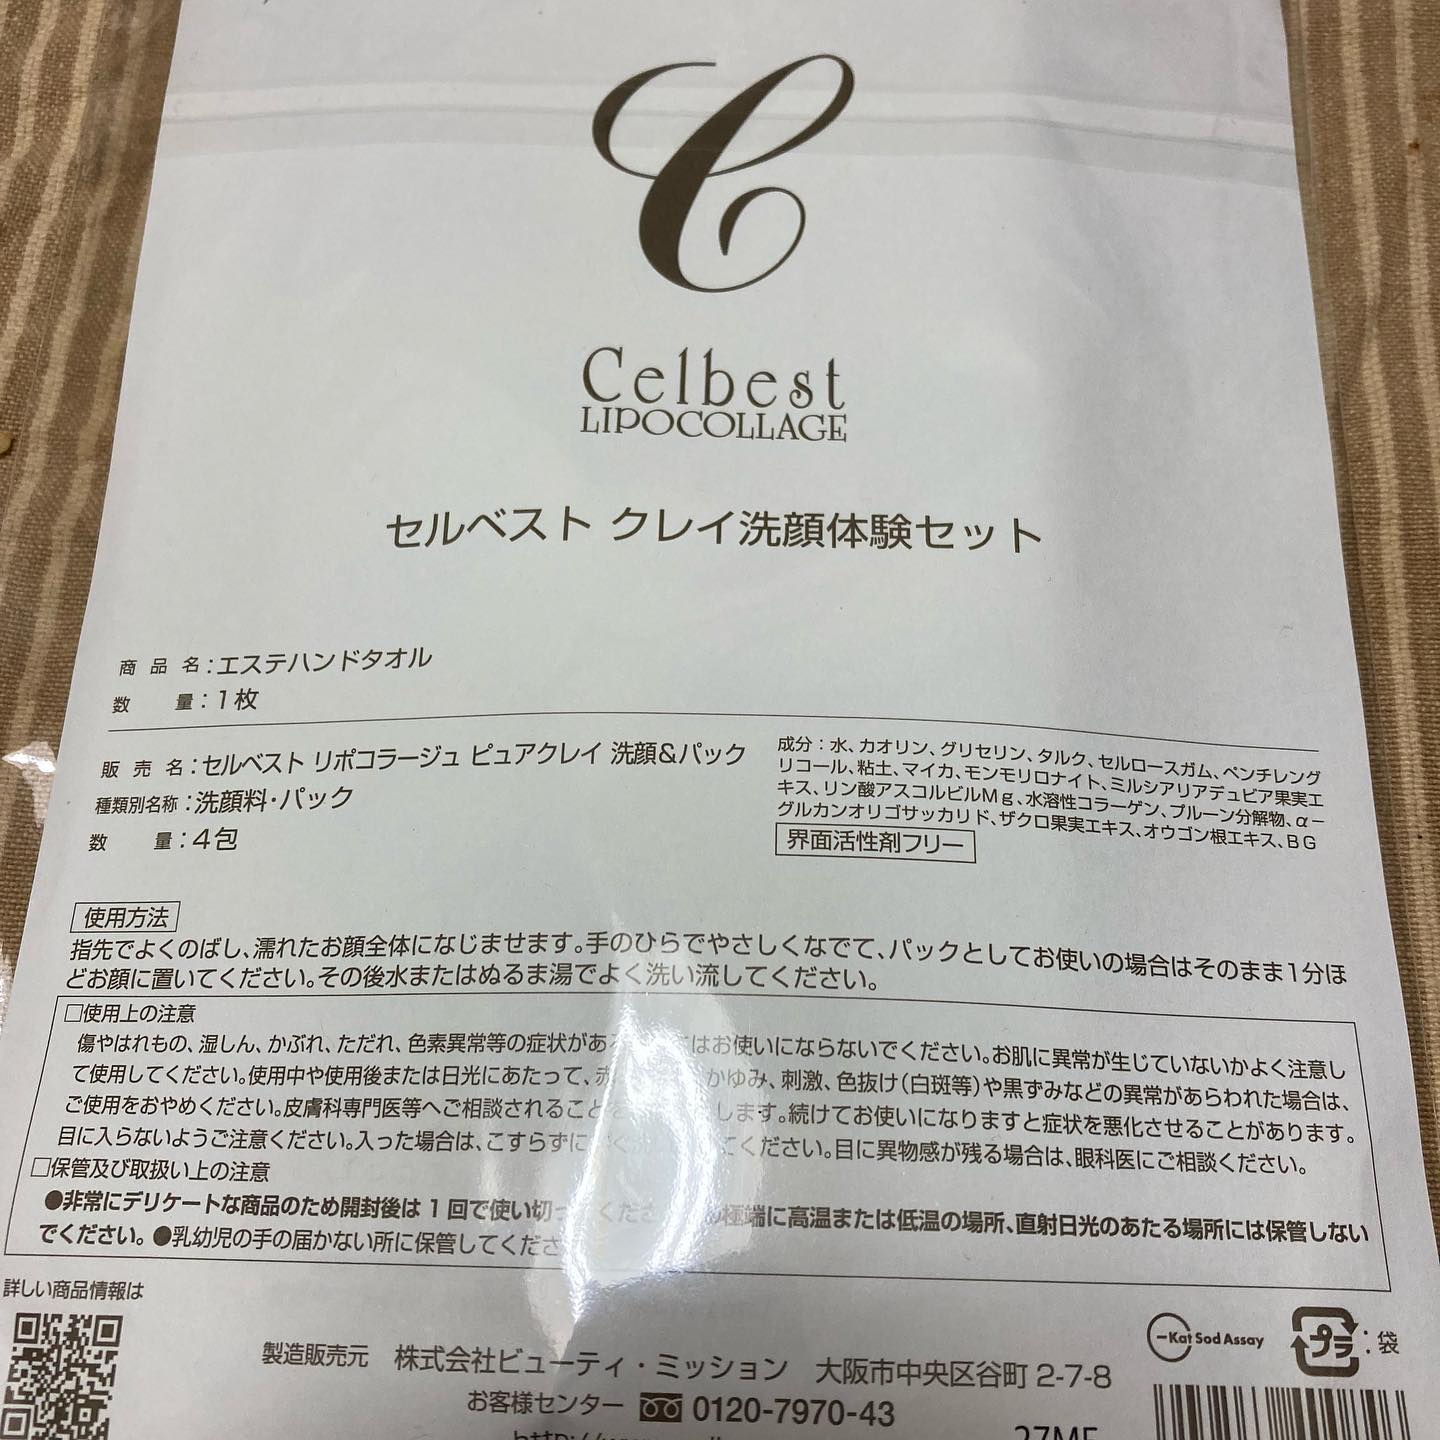 Celbest
LIPOCOLLAGE
セルベスト クレイ洗顔体験セット
商品名：エステハンドタオル
数量：1枚
販売名：セルベスト リポコラージュ ピュアクレイ 洗顔＆パック
種類別名称：洗顔料・パック
数量：4包
成分：水、カオリン、グリセリン、タルク、セルロースガム、ペンチレング
リコール、粘土、マイカ、モンモリロナイト、ミルシアリアデュビア果実エ
キス、リン酸アスコルビルMg、水溶性コラーゲン、プルーン分解物、α－
グルカンオリゴサッカリド、ザクロ果実エキス、オウゴン根エキス、BG
界面活性剤フリー
使用方法
指先でよくのばし、濡れたお顔全体になじませます。手のひらでやさしくなでて、パックとしてお使いの場合はそのまま1分ほ
どお顔に置いてください。その後水またはぬるま湯でよく洗い流してください。
□使用上の注意
傷やはれもの、湿しん、かぶれ、ただれ、色素異常等の症状がある はお使いにならないでください。お肌に異常が生じていないかよく注意し
て使用してください。使用中や使用後または日光にあたって、赤 かゆみ、刺激、色抜け（白斑等）や黒ずみなどの異常があらわれた場合は、
ご使用をおやめください。皮膚科専門医等へご相談されること します。続けてお使いになりますと症状を悪化させることがあります。
目に入らないようご注意ください。入った場合は、こすらずに てください。目に異物感が残る場合は、眼科医にご相談ください。
□保管及び取扱い上の注意
●非常にデリケートな商品のため開封後は1回で使い切っ くださ 極端に高温または低温の場所、直射日光のあたる場所には保管しない
でください。●乳幼児の手の届かない所に保管してくださ
詳しい商品情報は
製造販売元 株式会社ビューティ・ミッション 大阪市中央区谷町 2-7-8
お客様センター 0120-7970-43
Kat Sod Assay
プラ：袋